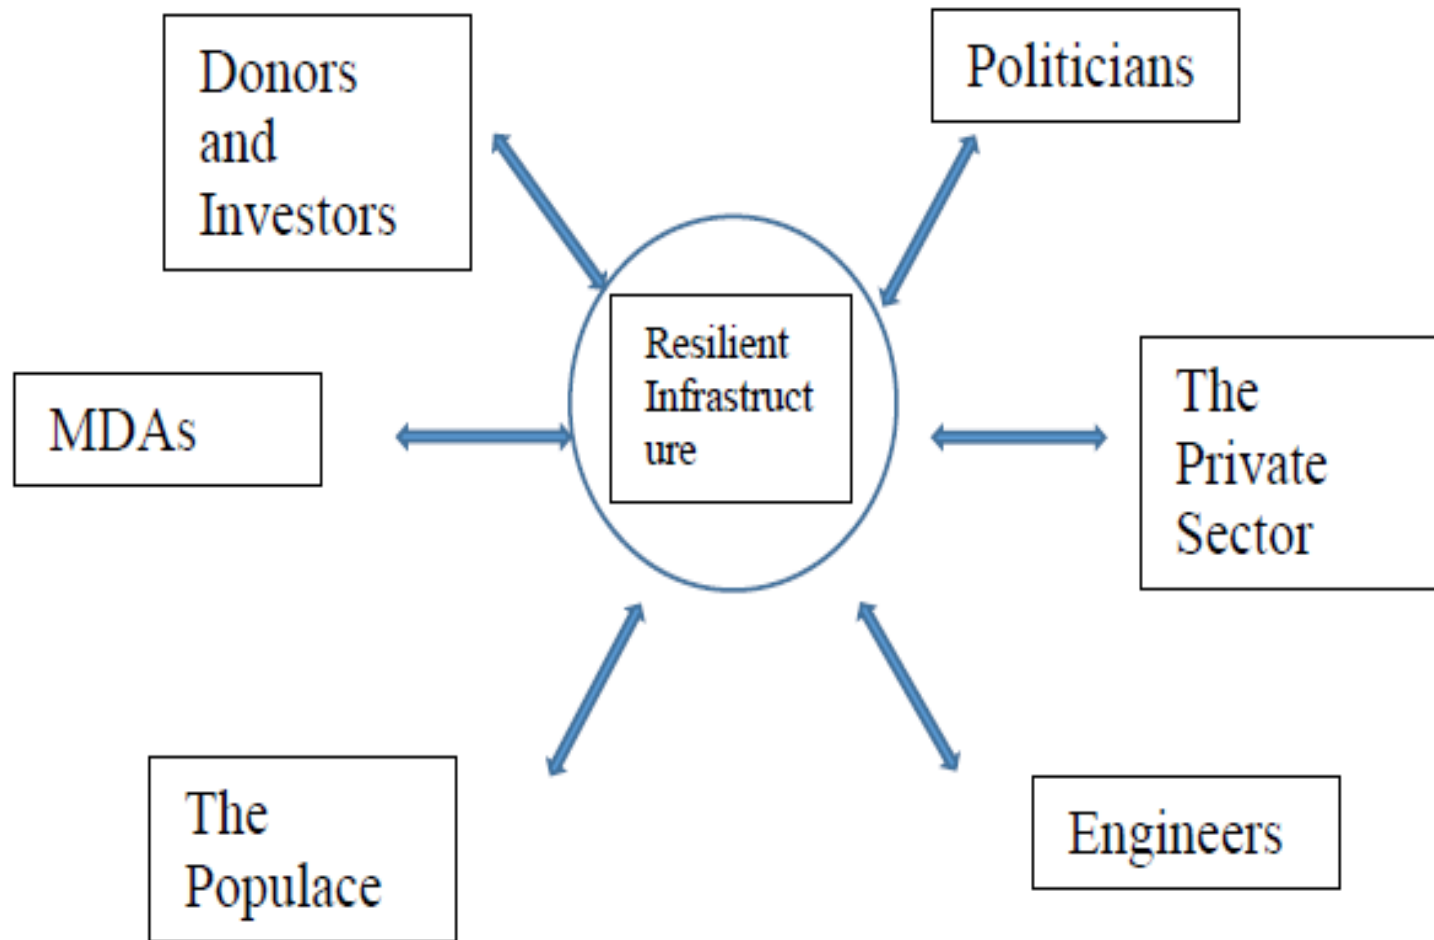 Donors
and
Investors
Politicians
Resilient
Infrastruct
ure
MDAs
The
Private
Sector
The
Populace
Engineers